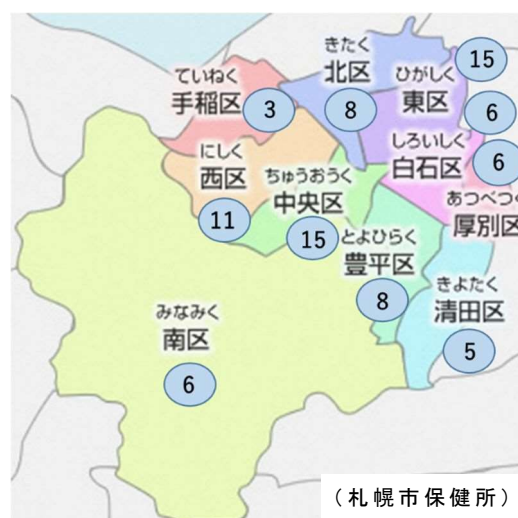 きたく
北区
15
ていねく
手稲区
3
8
ひがしく
東区
6
にしく
西区
11
しろいしく
白石区
6
ちゅうおうく
中央区
15
あつべつく
厚別区
とよひらく
豊平区
8
きよたく
清田区
5
みなみく
南区
6
(札幌市保健所)